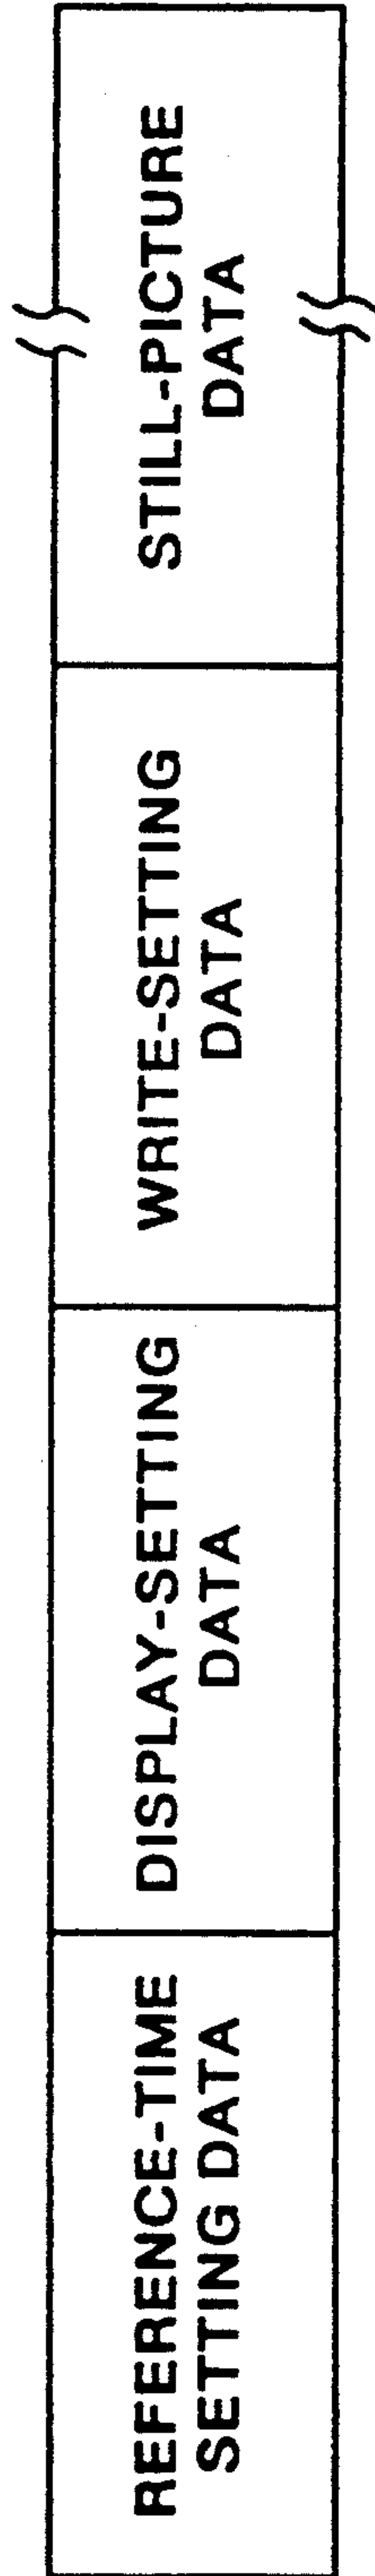 REFERENCE-TIME
SETTING DATA
DISPLAY-SETTING
DATA
WRITE-SETTING
DATA
STILL-PICTURE
DATA